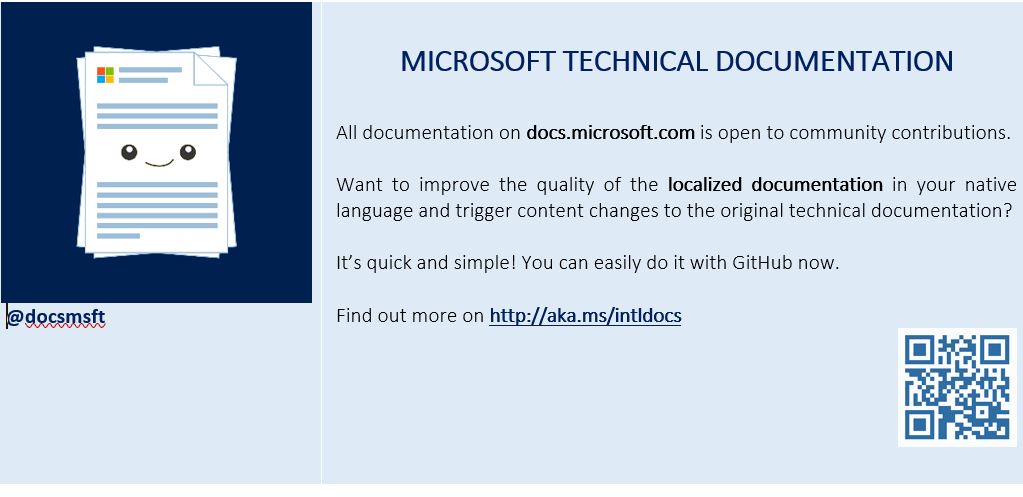 MICROSOFT TECHNICAL DOCUMENTATION
All documentation on docs.microsoft.com is open to community contributions.
Want to improve the quality of the localized documentation in your native
language and trigger content changes to the original technical documentation?
It’s quick and simple! You can easily do it with GitHub now.
Find out more on http://aka.ms/intldocs
@docsmsft